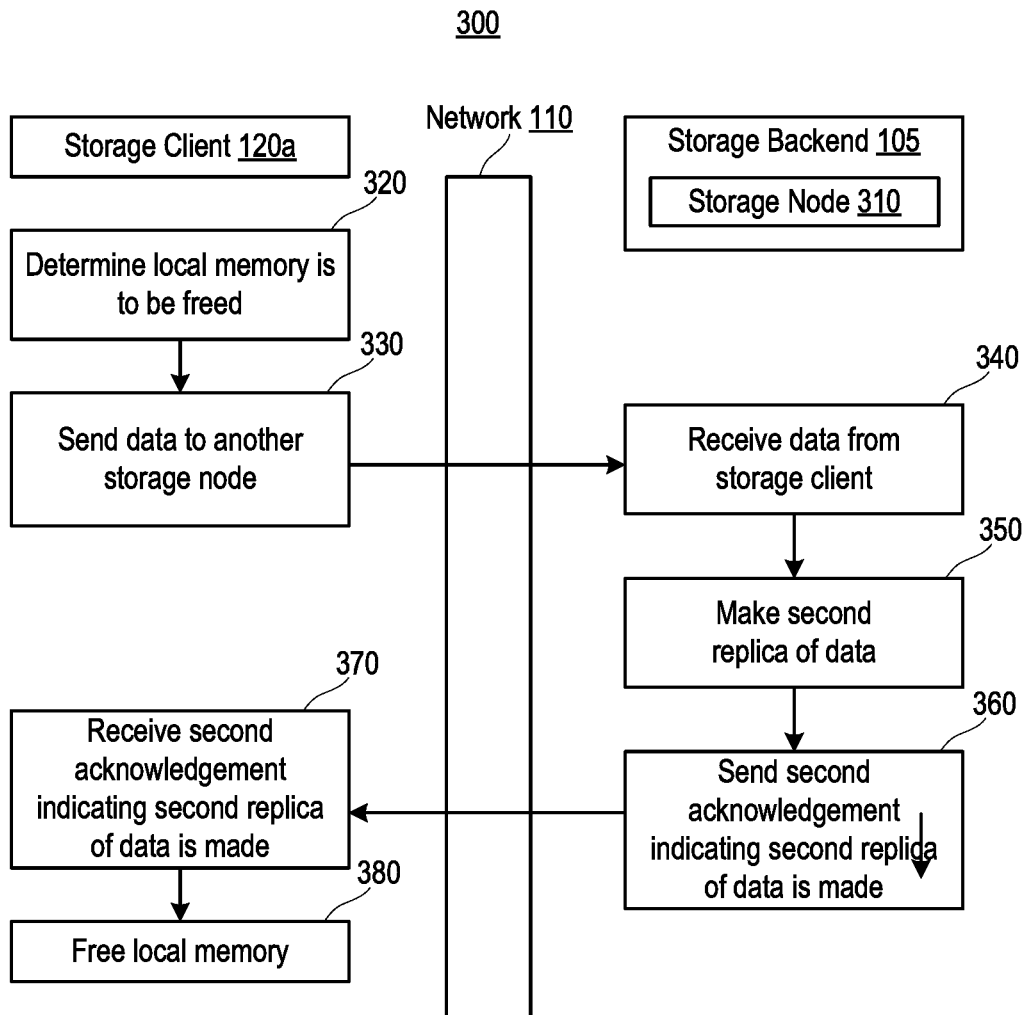 300
Storage Client 120a
Network 110
Storage Backend 105
Storage Node 310
320
Determine local memory is
to be freed
330
Send data to another
storage node
340
Receive data from
storage client
350
Make second
replica of data
360
Send second
acknowledgement
indicating second replica
of data is made
370
Receive second
acknowledgement
indicating second replica
of data is made
380
Free local memory